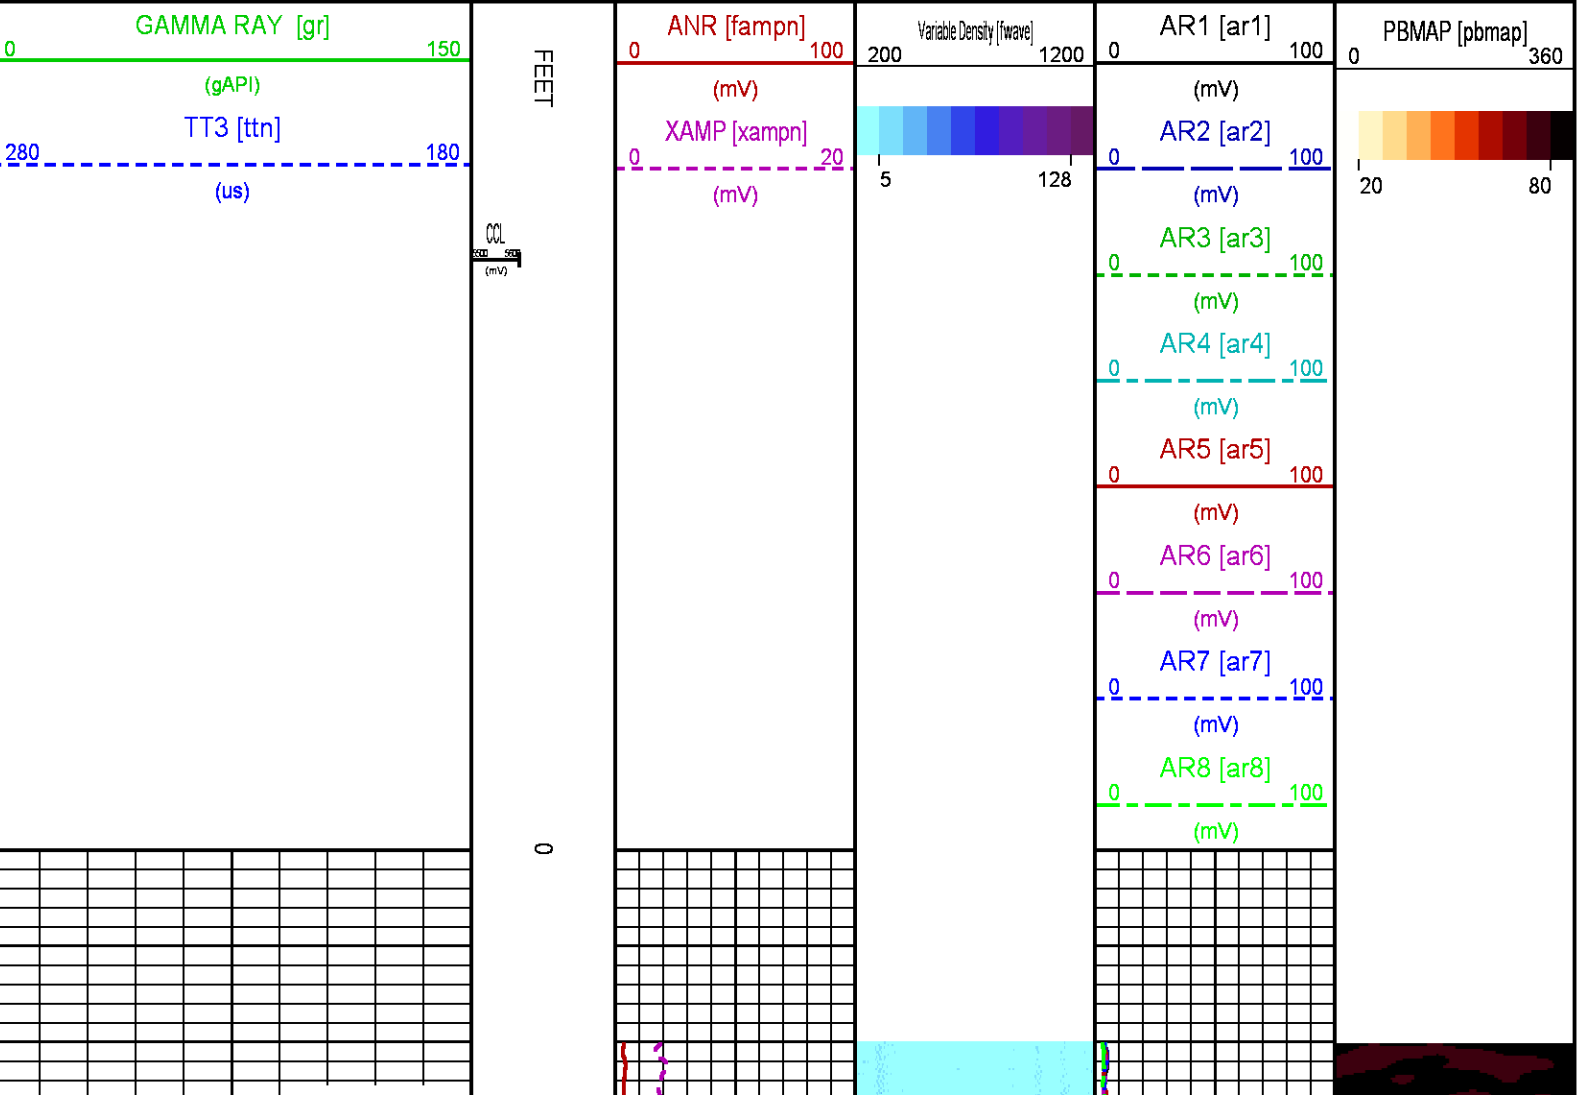 GAMMA RAY [gr]
0 150
(gAPI)
TT3 [ttn]
280 180
(us)
FEET
CCL
(mV)
0
ANR [fampn]
0 100
(mV)
XAMP [xampn]
0 20
(mV)
Variable Density [fwave]
200 1200
5 128
AR1 [ar1]
0 100
(mV)
AR2 [ar2]
0 100
(mV)
AR3 [ar3]
0 100
(mV)
AR4 [ar4]
0 100
(mV)
AR5 [ar5]
0 100
(mV)
AR6 [ar6]
0 100
(mV)
AR7 [ar7]
0 100
(mV)
AR8 [ar8]
0 100
(mV)
PBMAP [pbmap]
0 360
20 80